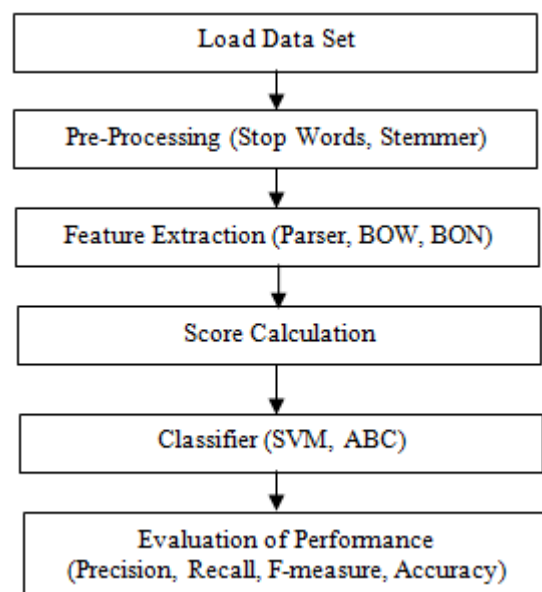 Load Data Set
Pre-Processing (Stop Words, Stemmer)
Feature Extraction (Parser, BOW, BON)
Score Calculation
Classifier (SVM, ABC)
Evaluation of Performance
(Precision, Recall, F-measure, Accuracy)